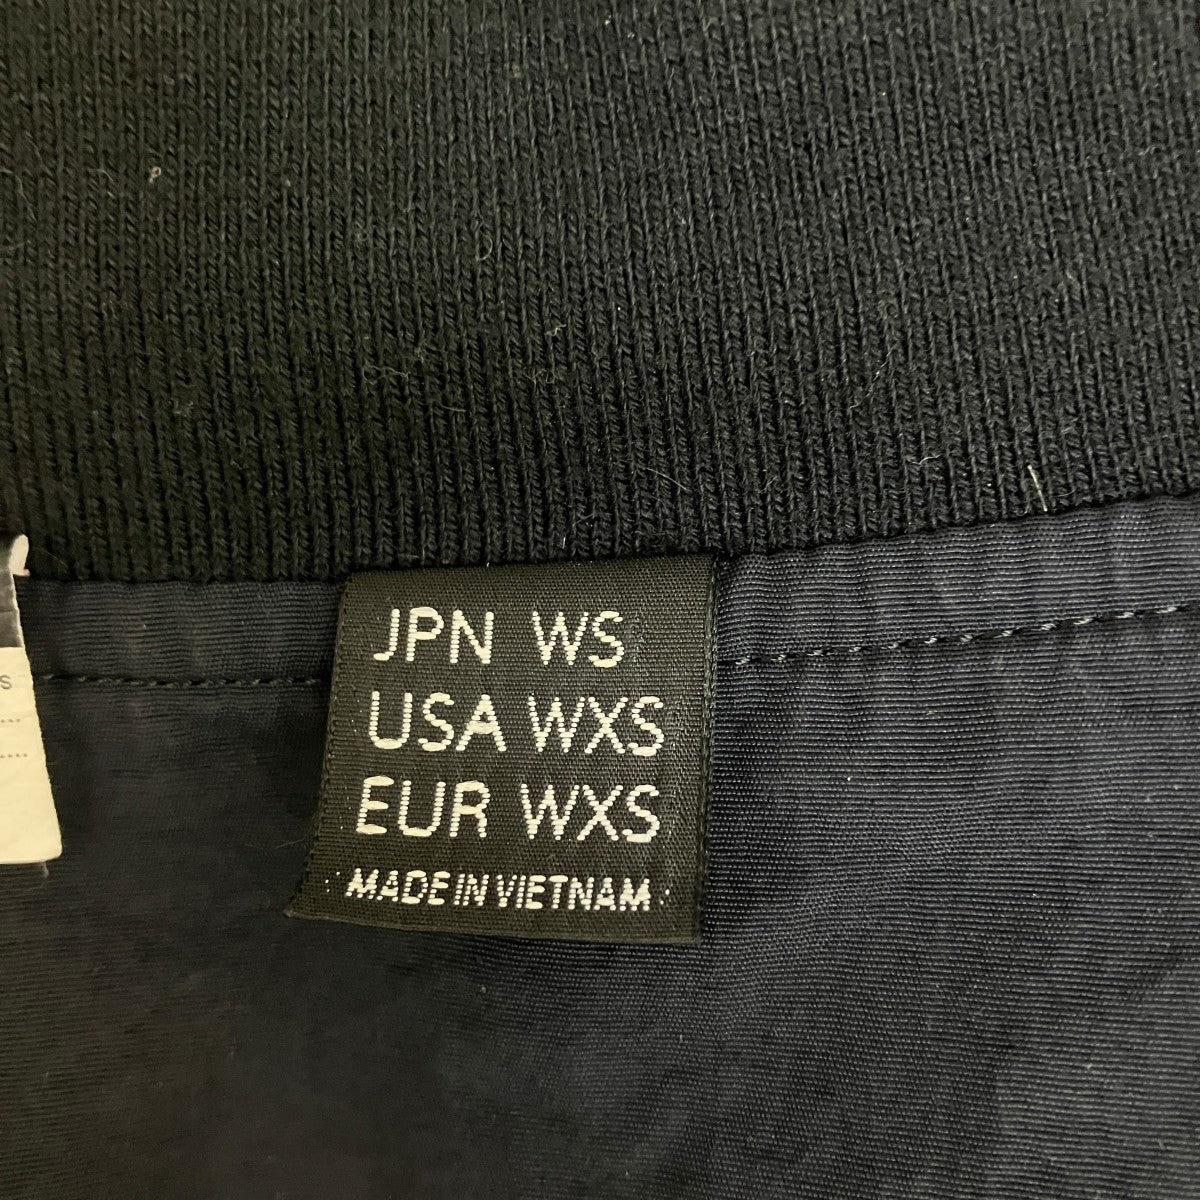 JPN WS
USA WXS
EUR WXS
MADE IN VIETNAM
S